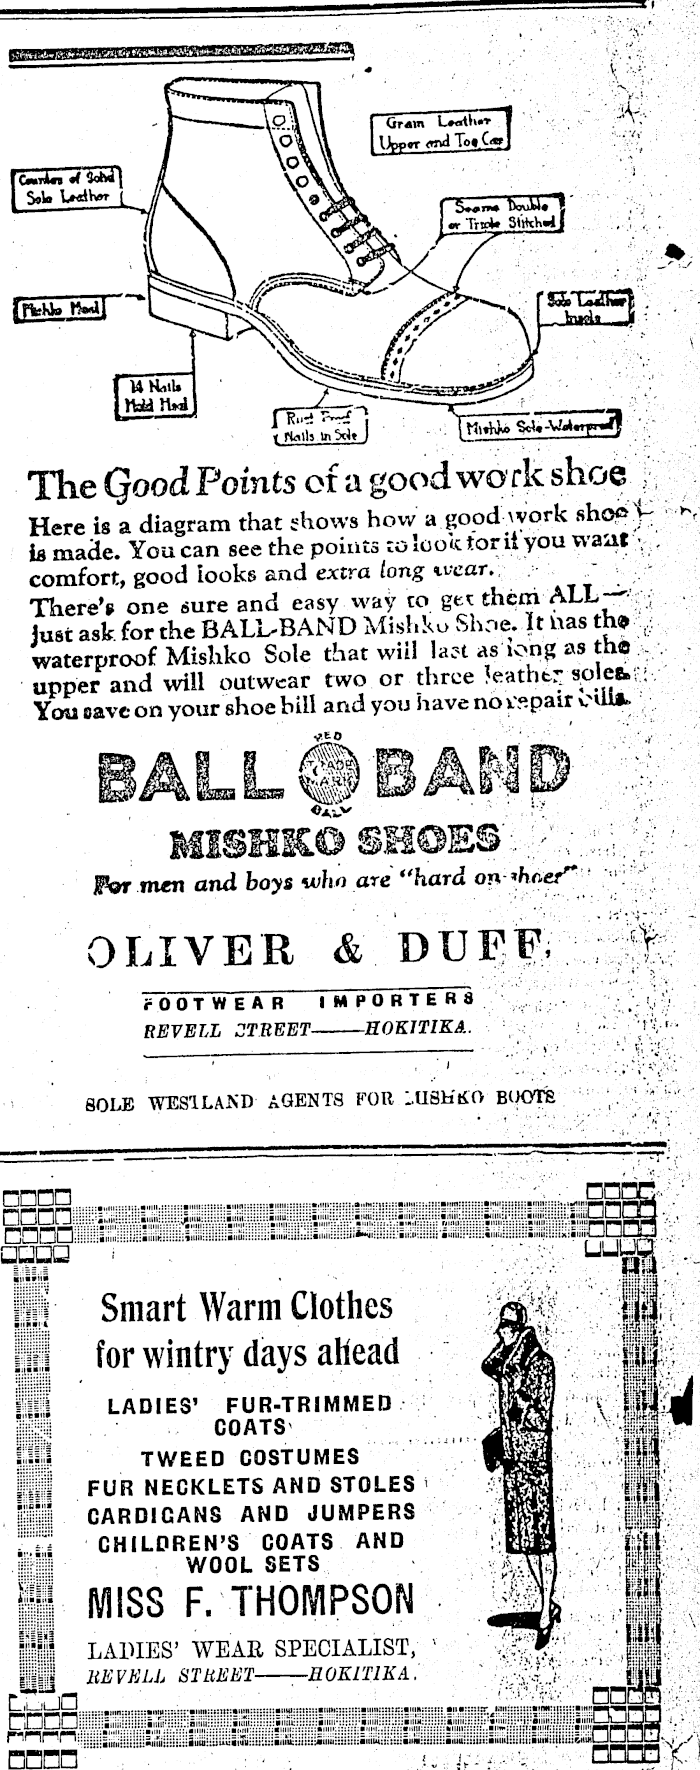 Grain Leather
Upper and Toe Cap
Counters of Solid
Sole Leather
Seams Double
or Triple Stitched
Mishko Heel
Sole Leather
Insole
14 Nails
Hold Heel
Rust Proof
Nails in Sole
Mishko Sole-Waterproof
The Good Points of a good work shoe
Here is a diagram that shows how a good work shoe
is made. You can see the points to look for if you want
comfort, good looks and extra long wear.
There's one sure and easy way to get them ALL—
Just ask for the BALL-BAND Mishko Shoe. It has the
waterproof Mishko Sole that will last as long as the
upper and will outwear two or three leather soles.
You save on your shoe bill and you have no repair bills.
RED
BALL TRADE MARK BAND
BALL
MISHKO SHOES
For men and boys who are "hard on shoes"
OLIVER & DUFF,
FOOTWEAR IMPORTERS
REVELL STREET——HOKITIKA.
SOLE WESTLAND AGENTS FOR MISHKO BOOTS
Smart Warm Clothes
for wintry days ahead
LADIES' FUR-TRIMMED
COATS
TWEED COSTUMES
FUR NECKLETS AND STOLES
CARDIGANS AND JUMPERS
CHILDREN'S COATS AND
WOOL SETS
MISS F. THOMPSON
LADIES' WEAR SPECIALIST,
REVELL STREET——HOKITIKA.